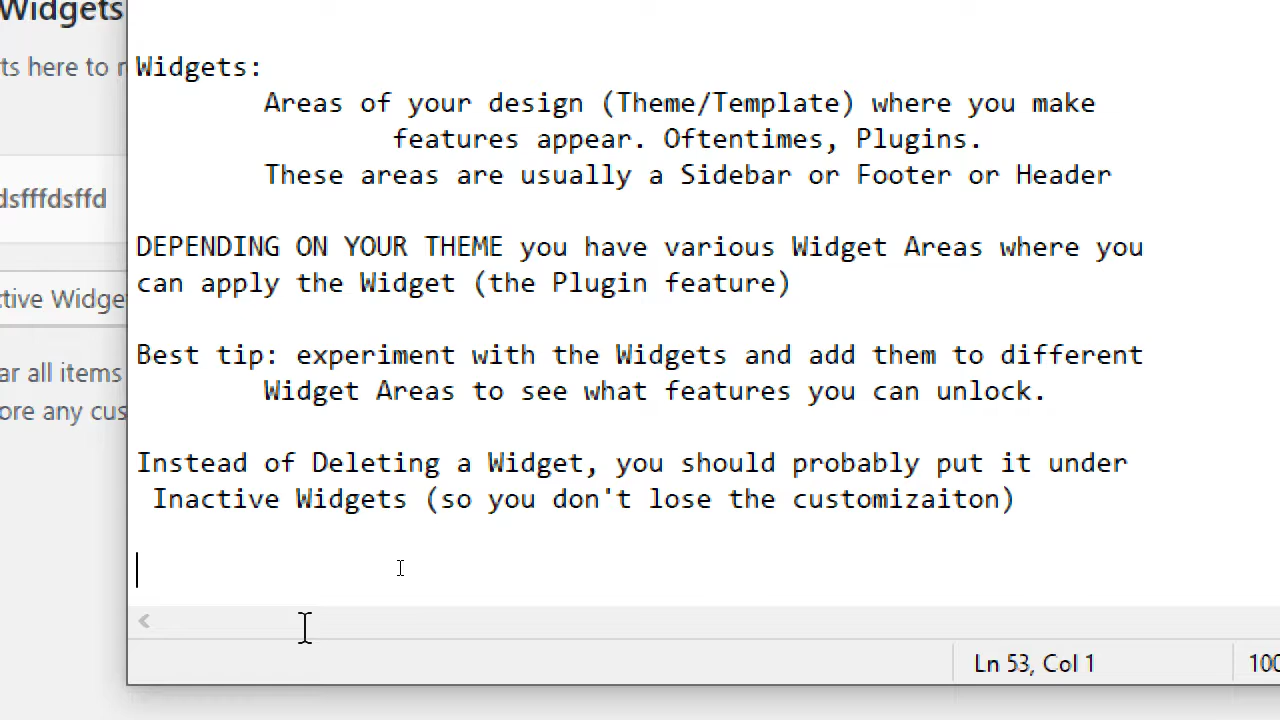 Widgets
ts here to r
dsfffdsffd
ctive Widge
ar all items
ore any cus
Widgets:
Areas of your design (Theme/Template) where you make
features appear. Oftentimes, Plugins.
These areas are usually a Sidebar or Footer or Header
DEPENDING ON YOUR THEME you have various Widget Areas where you
can apply the Widget (the Plugin feature)
Best tip: experiment with the Widgets and add them to different
Widget Areas to see what features you can unlock.
Instead of Deleting a Widget, you should probably put it under
Inactive Widgets (so you don't lose the customizaiton)
Ln 53, Col 1
100